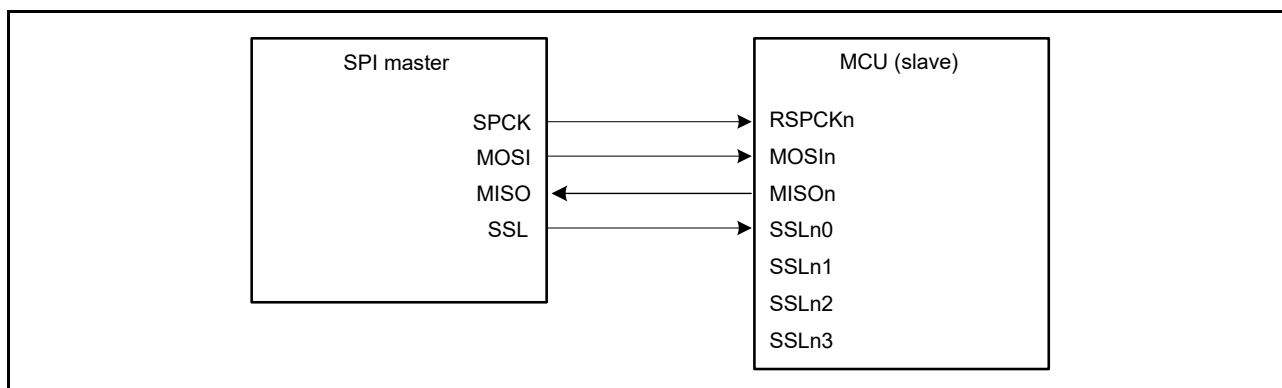 SPI master
SPCK
MOSI
MISO
SSL
MCU (slave)
RSPCKn
MOSIn
MISOn
SSLn0
SSLn1
SSLn2
SSLn3